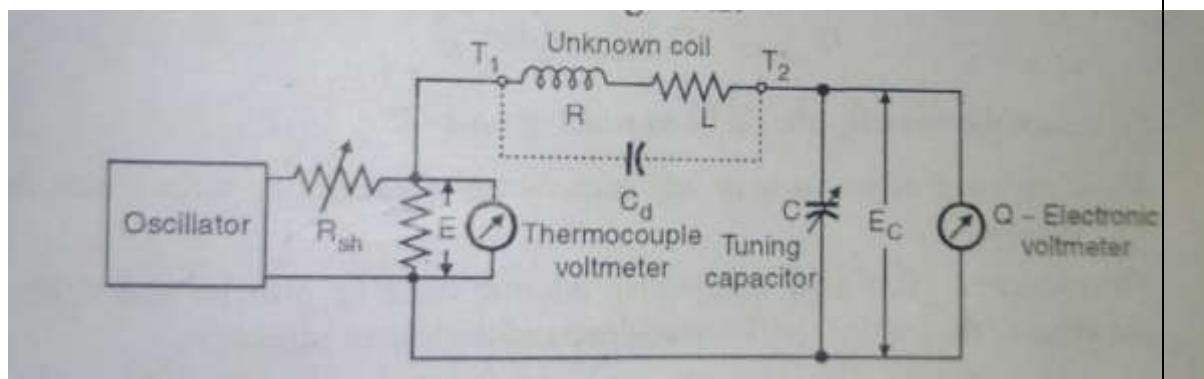 T1
Unknown coil
T2
R
L
Cd
Oscillator
Rsh
E
Thermocouple
voltmeter
C
Tuning
capacitor
EC
Q – Electronic
voltmeter